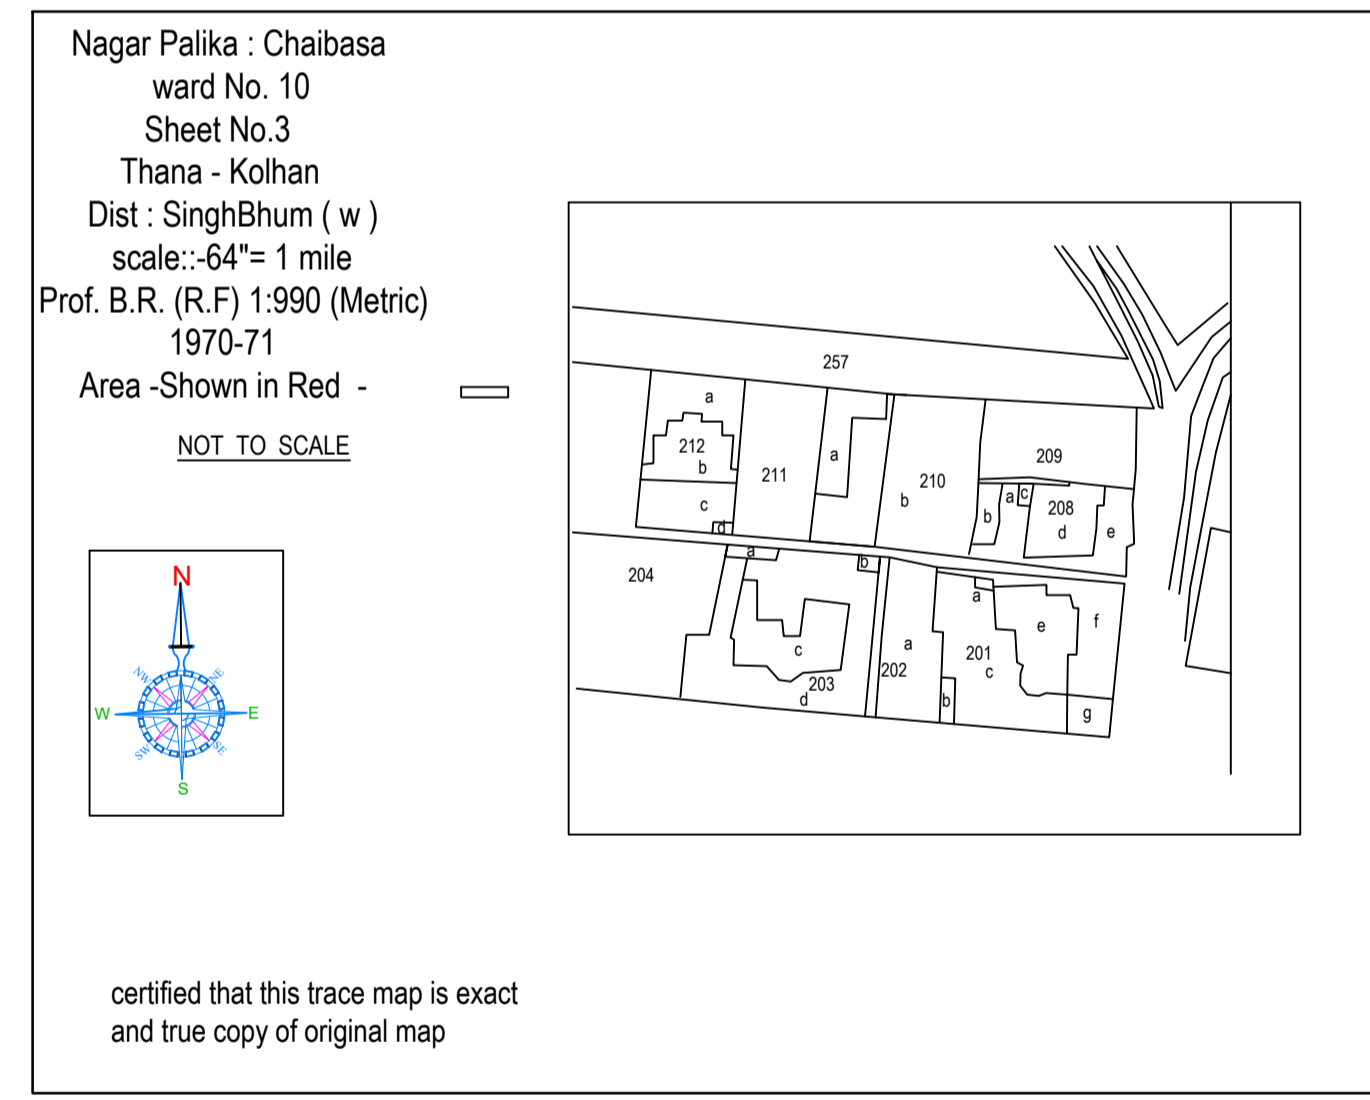 Nagar Palika : Chaibasa
ward No. 10
Sheet No.3
Thana - Kolhan
Dist : SinghBhum ( w )
scale::-64"= 1 mile
Prof. B.R. (R.F) 1:990 (Metric)
1970-71
Area -Shown in Red -
NOT TO SCALE
N
NW
NE
W
E
SW
SE
S
257
a
212
b
c
d
211
a
210
b
209
a
c
b
208
d
e
204
a
b
c
203
d
a
202
b
a
201
c
e
f
g
certified that this trace map is exact
and true copy of original map